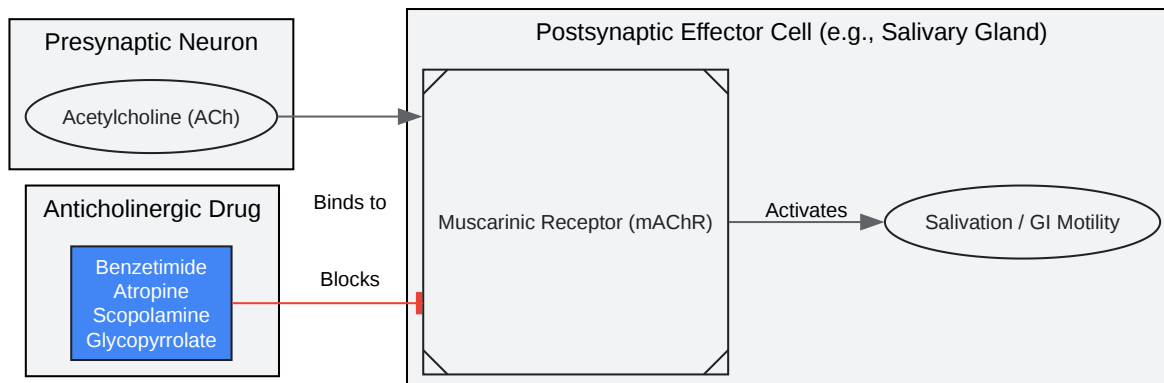 Presynaptic Neuron
Acetylcholine (ACh)
Anticholinergic Drug
Benzetimide
Atropine
Scopolamine
Glycopyrrolate
Binds to
Blocks
Postsynaptic Effector Cell (e.g., Salivary Gland)
Muscarinic Receptor (mAChR)
Activates
Salivation / GI Motility